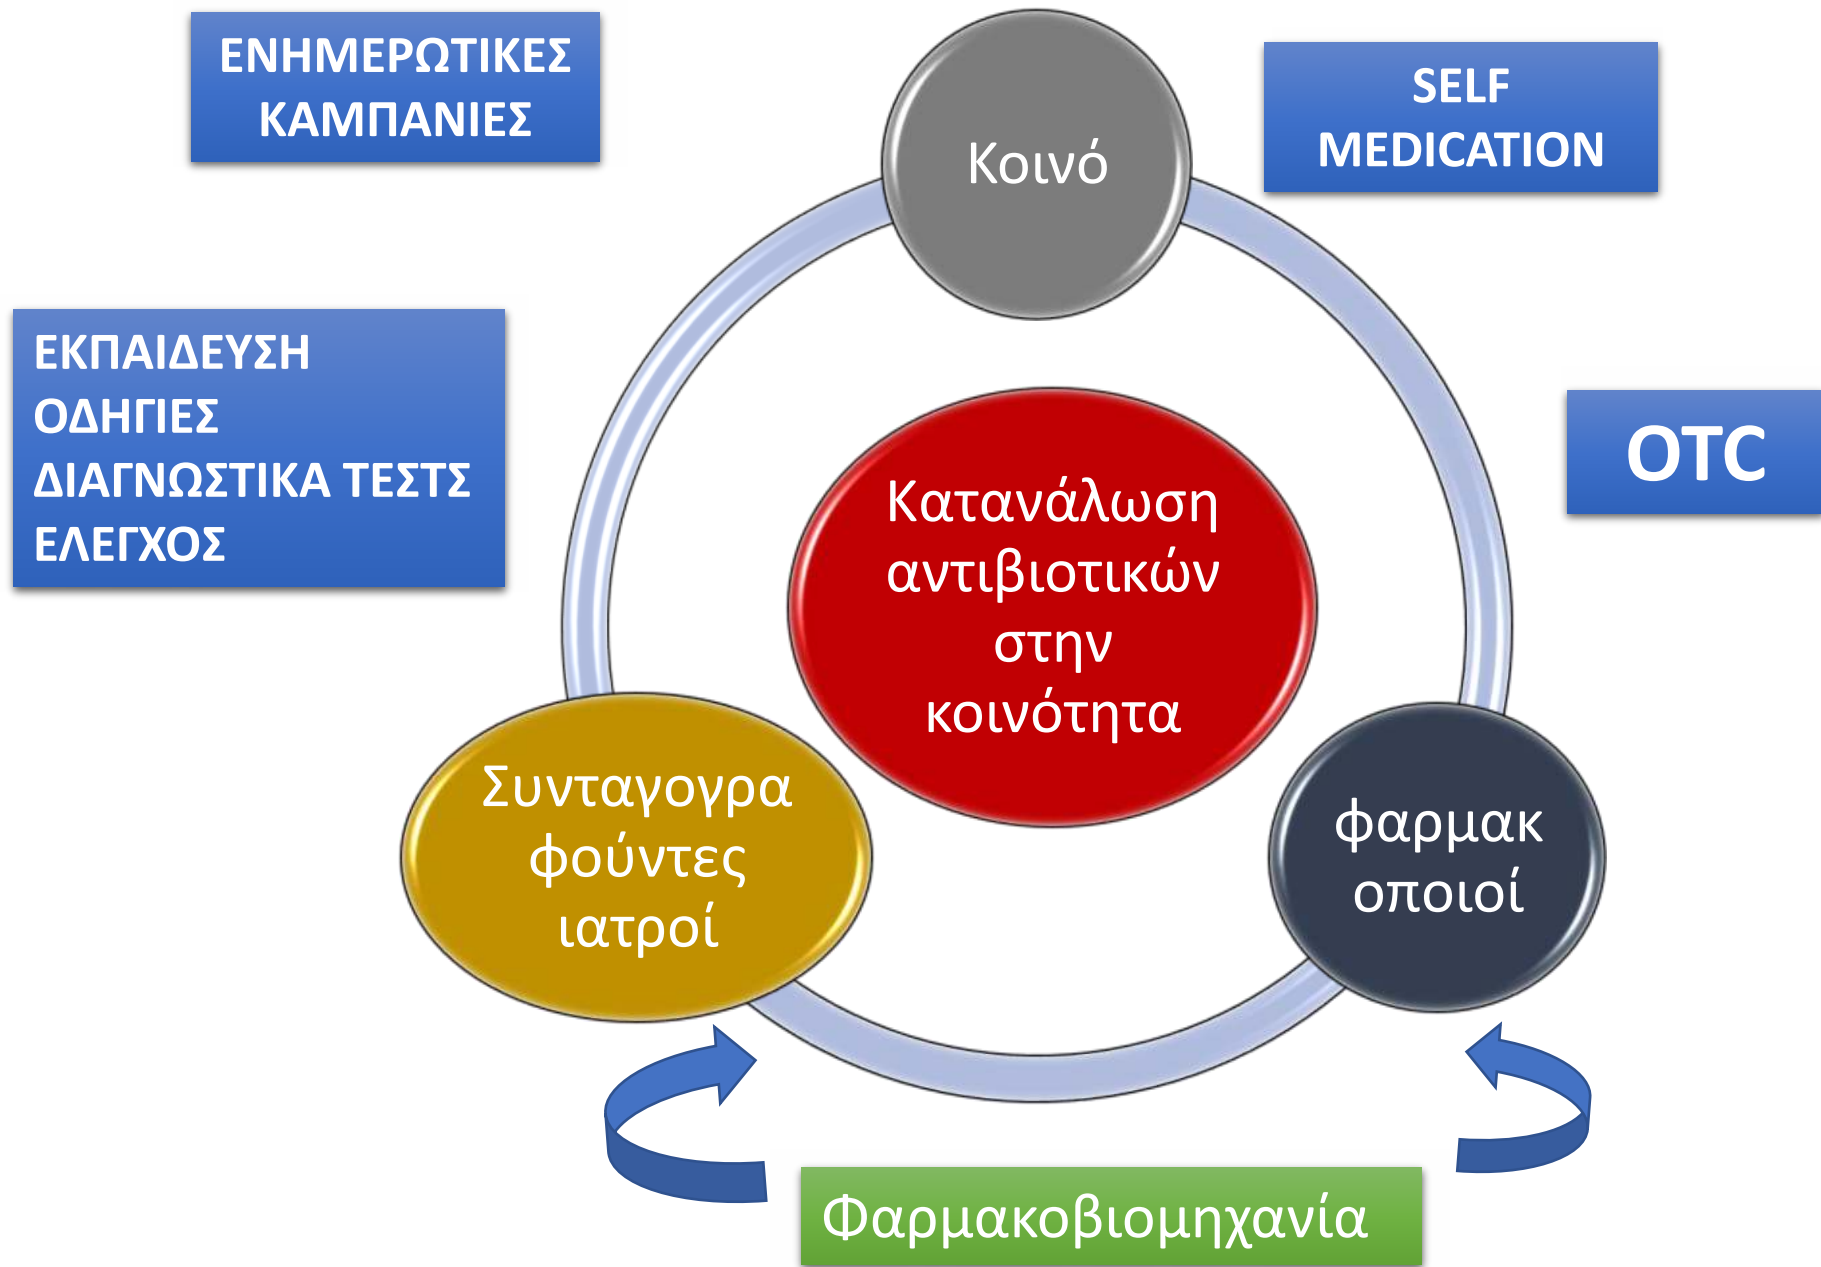 ΕΝΗΜΕΡΩΤΙΚΕΣ
ΚΑΜΠΑΝΙΕΣ
Κοινό
SELF
MEDICATION
ΕΚΠΑΙΔΕΥΣΗ
ΟΔΗΓΙΕΣ
ΔΙΑΓΝΩΣΤΙΚΑ ΤΕΣΤΣ
ΕΛΕΓΧΟΣ
OTC
Κατανάλωση
αντιβιοτικών
στην
κοινότητα
Συνταγογρα
φούντες
ιατροί
φαρμακ
οποιοί
Φαρμακοβιομηχανία